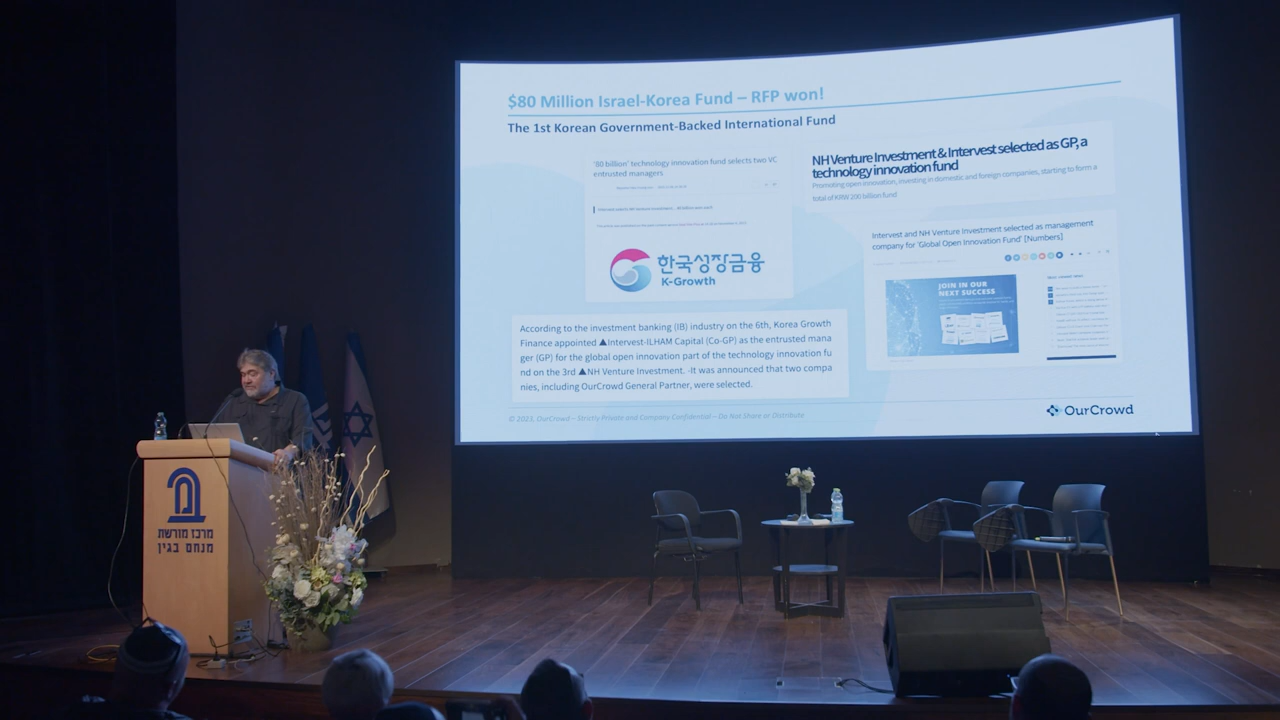 $80 Million Israel-Korea Fund – RFP won!
The 1st Korean Government-Backed International Fund
'80 billion' technology innovation fund selects two VC
entrusted managers
한국성장금융
K-Growth
NH Venture Investment & Intervest selected as GP, a
technology innovation fund
Promoting open innovation, investing in domestic and foreign companies, starting to form a
total of KRW 200 billion fund
Intervest and NH Venture Investment selected as management
company for 'Global Open Innovation Fund' [Numbers]
JOIN IN OUR
NEXT SUCCESS
According to the investment banking (IB) industry on the 6th, Korea Growth
Finance appointed ▲Intervest-ILHAM Capital (Co-GP) as the entrusted mana
ger (GP) for the global open innovation part of the technology innovation fu
nd on the 3rd ▲NH Venture Investment. -It was announced that two compa
nies, including OurCrowd General Partner, were selected.
© 2023, OurCrowd – Strictly Private and Company Confidential – Do Not Share or Distribute
OurCrowd
מרכז מורשת
מנחם בגין